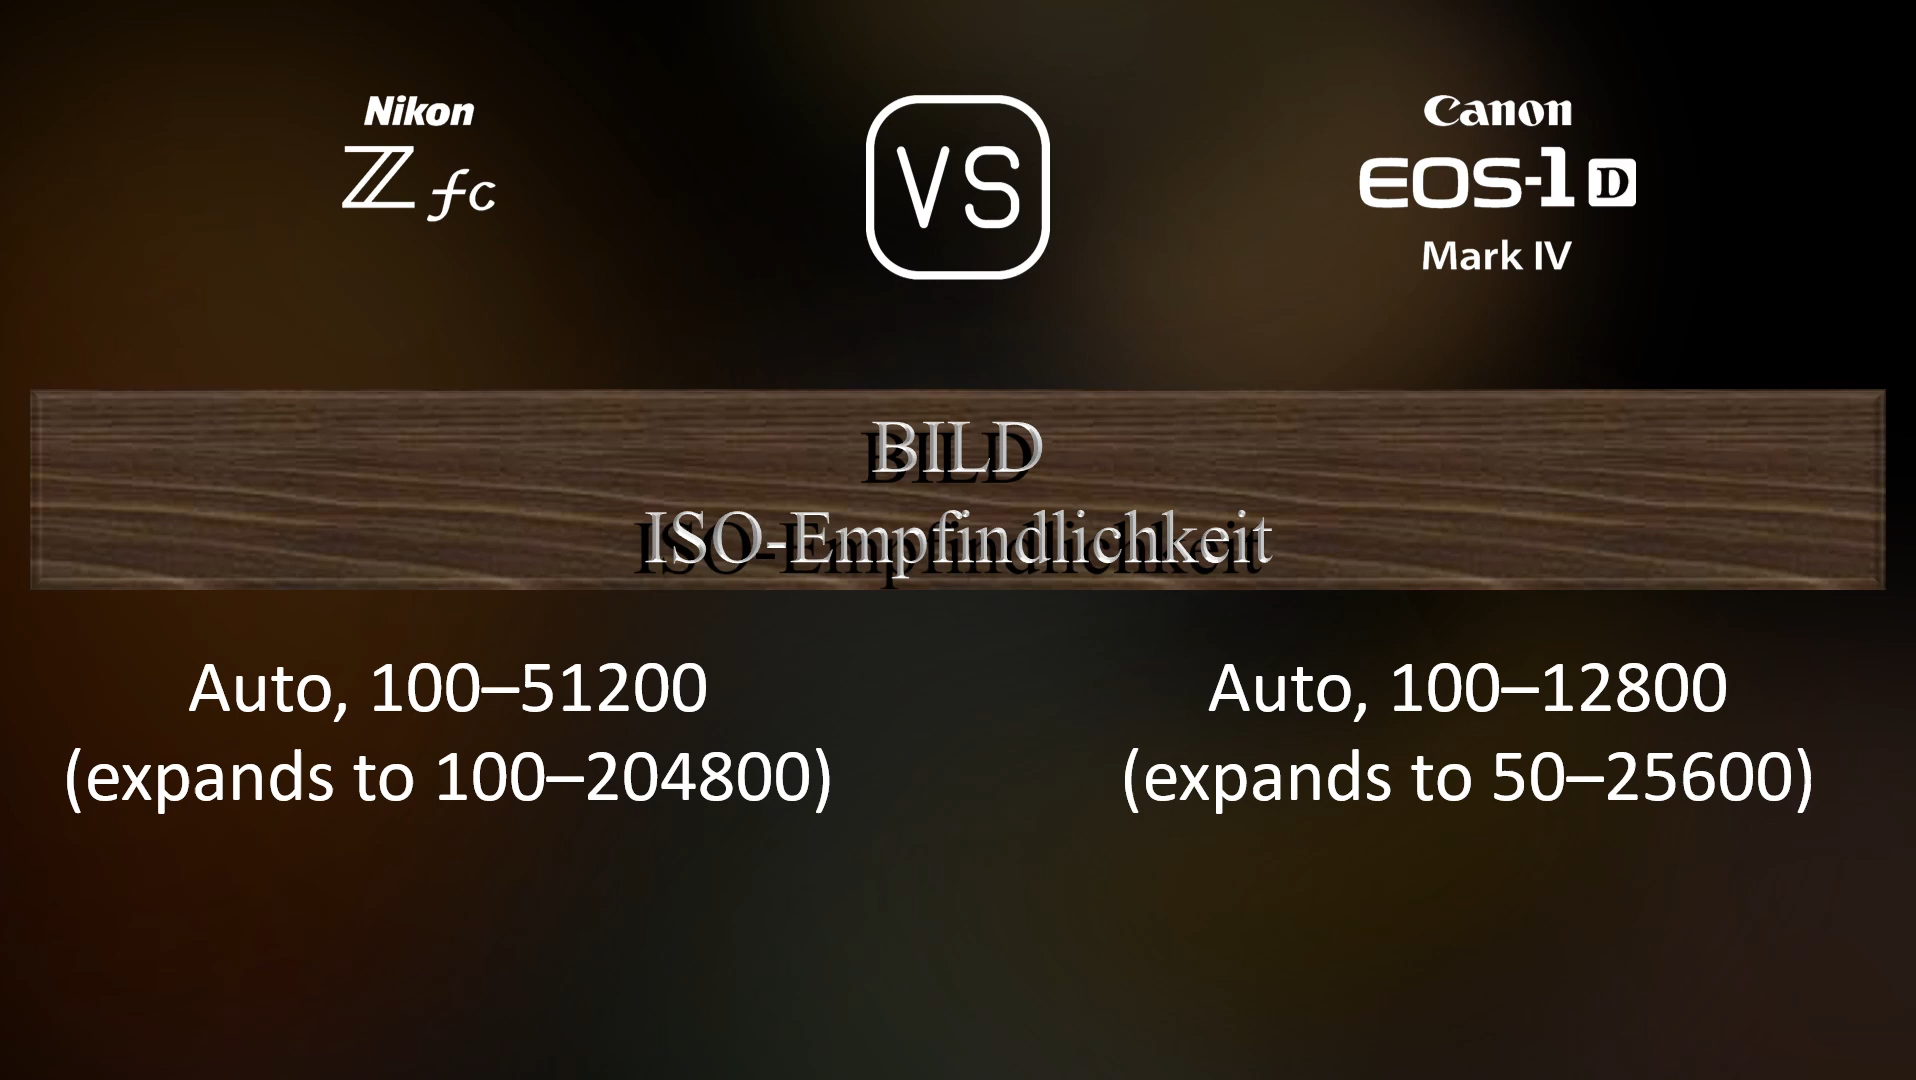 Nikon
Z fc
VS
Canon
EOS-1D
Mark IV
BILD
ISO-Empfindlichkeit
Auto, 100–51200
(expands to 100–204800)
Auto, 100–12800
(expands to 50–25600)